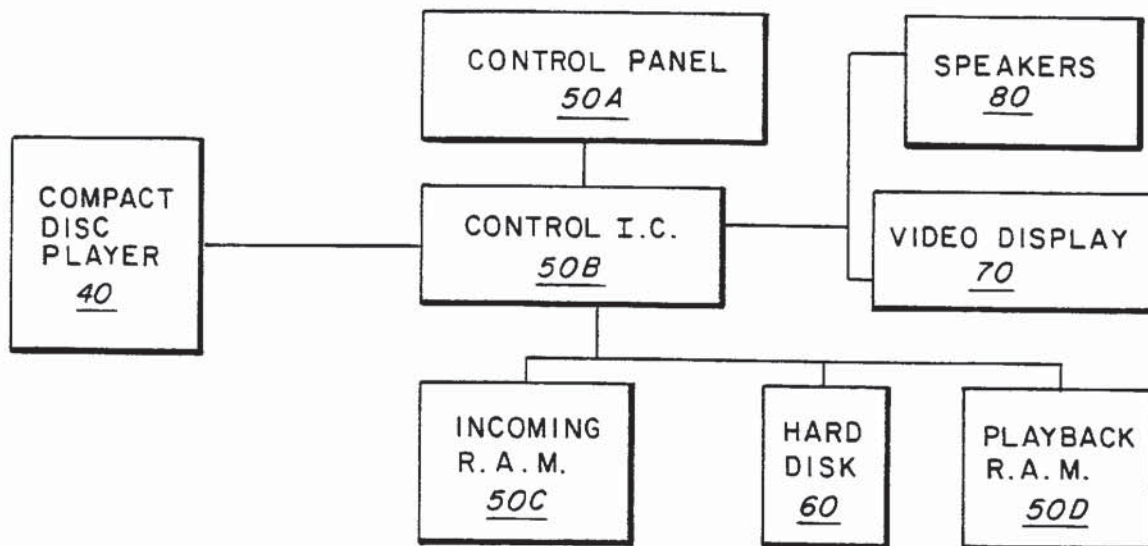 CONTROL PANEL
50A
SPEAKERS
80
COMPACT
DISC
PLAYER
40
CONTROL I.C.
50B
VIDEO DISPLAY
70
INCOMING
R.A.M.
50C
HARD
DISK
60
PLAYBACK
R.A.M.
50D